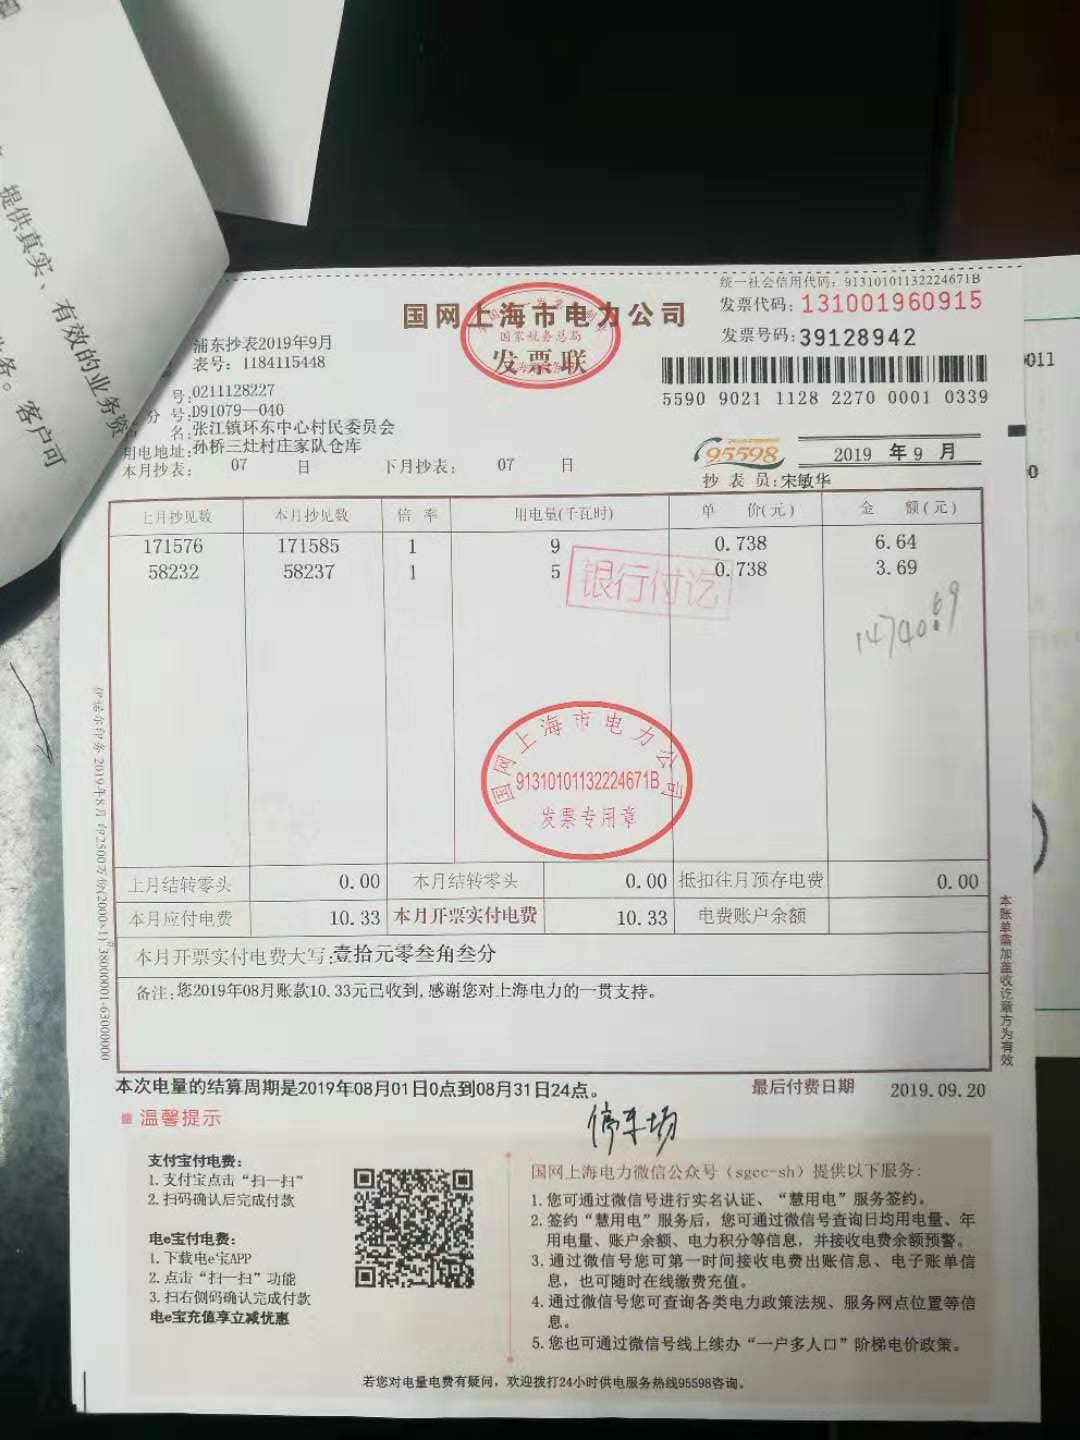 提供真实、有效的业务资
务。客户可
统一社会信用代码：91310101132224671B
国网上海市电力公司
发票代码：131001960915
国家税务总局
发票联
发票号码：39128942
浦东抄表2019年9月
表号：1184115448
号：0211128227
分 号：D91079—040
名：张江镇环东中心村民委员会
用电地址：孙桥三灶村庄家队仓库
本月抄表： 07 日 下月抄表： 07 日
5590 9021 1128 2270 0001 0339
95598
2019 年 9 月
抄 表 员：宋敏华
011
0
上月抄见数 本月抄见数 倍 率 用电量(千瓦时) 单 价(元) 金 额(元)
171576 171585 1 9 0.738 6.64
58232 58237 1 5 0.738 3.69
银行付讫
14740.69
国网上海市电力公司
91310101132224671B
发票专用章
上月结转零头 0.00 本月结转零头 0.00 抵扣往月预存电费 0.00
本月应付电费 10.33 本月开票实付电费 10.33 电费账户余额
本月开票实付电费大写：壹拾元零叁角叁分
备注：您2019年08月账款10.33元已收到,感谢您对上海电力的一贯支持。
本账单需加盖收讫章方为有效
本次电量的结算周期是2019年08月01日0点到08月31日24点。
最后付费日期 2019.09.20
停车场
温馨提示
支付宝付电费：
1. 支付宝点击“扫一扫”
2. 扫码确认后完成付款
电e宝付电费：
1. 下载电e宝APP
2. 点击“扫一扫”功能
3. 扫右侧码确认完成付款
电e宝充值享立减优惠
国网上海电力微信公众号（sgcc-sh）提供以下服务：
1. 您可通过微信号进行实名认证、“慧用电”服务签约。
2. 签约“慧用电”服务后，您可通过微信号查询日均用电量、年
用电量、账户余额、电力积分等信息，并接收电费余额预警。
3. 通过微信号您可第一时间接收电费出账信息、电子账单信
息，也可随时在线缴费充值。
4. 通过微信号您可查询各类电力政策法规、服务网点位置等信
息。
5. 您也可通过微信号线上续办“一户多人口”阶梯电价政策。
若您对电量电费有疑问，欢迎拨打24小时供电服务热线95598咨询。